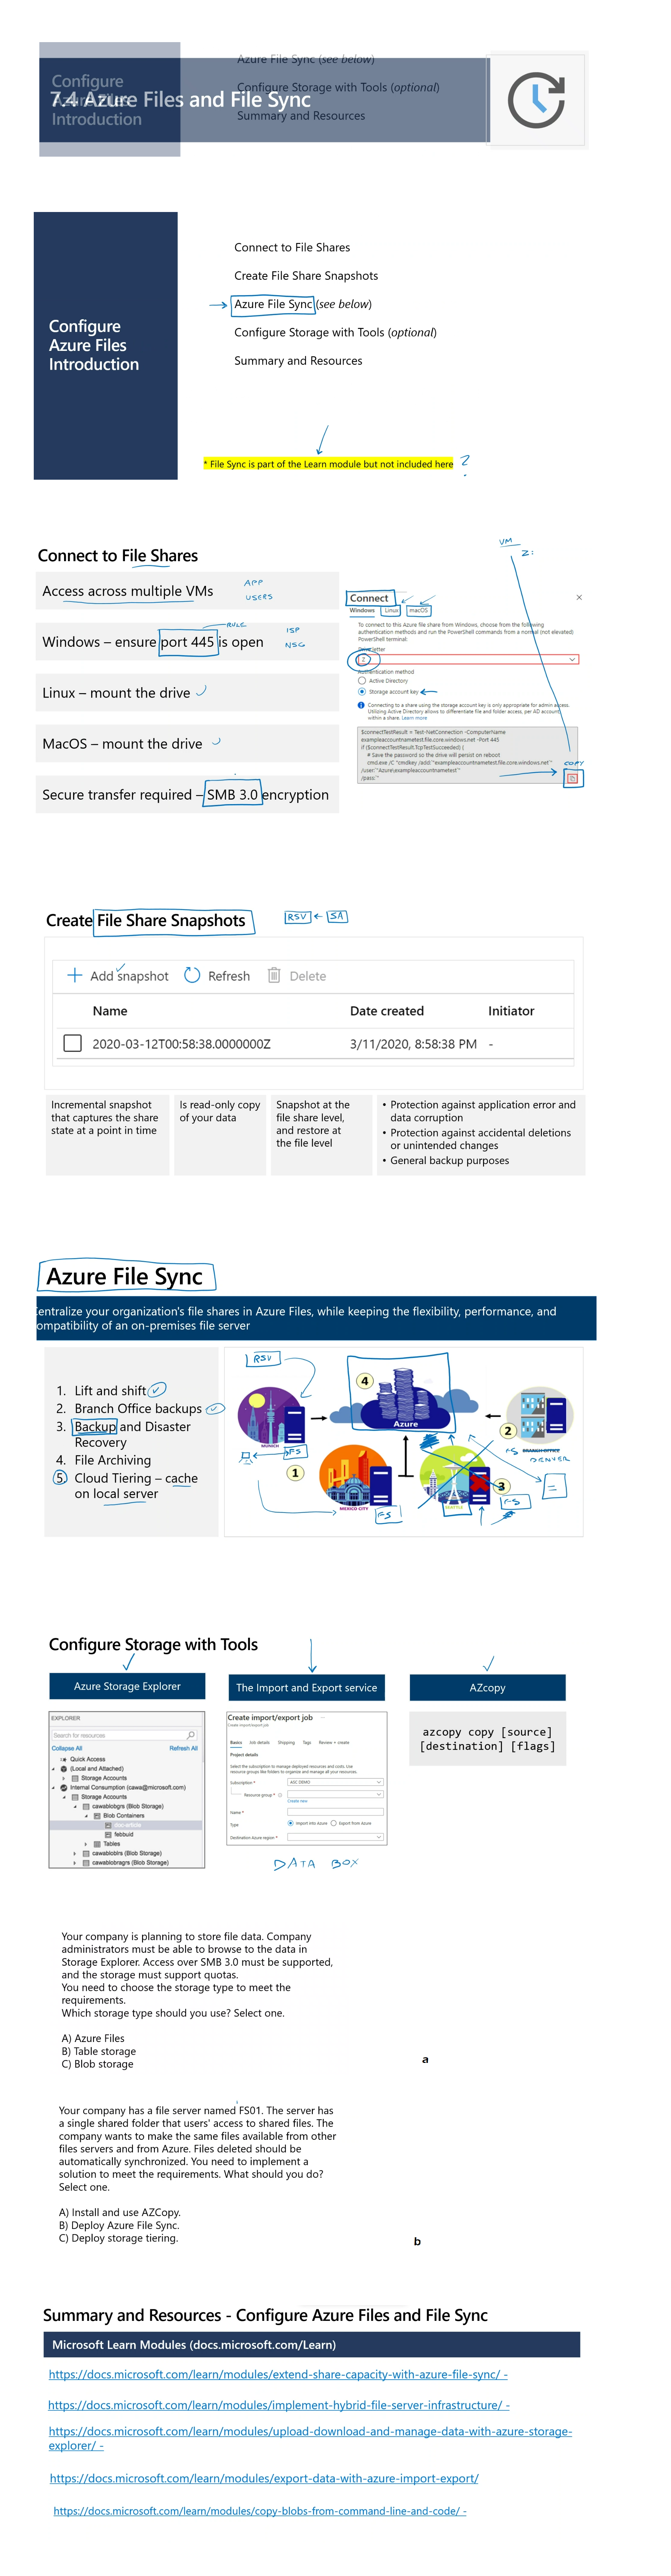 Azure File Sync (see below)
Configure
Azure Files
Introduction
7.4 Azure Files and File Sync
Configure Storage with Tools (optional)
Summary and Resources
Connect to File Shares
Create File Share Snapshots
Azure File Sync (see below)
Configure
Azure Files
Introduction
Configure Storage with Tools (optional)
Summary and Resources
* File Sync is part of the Learn module but not included here
?
Connect to File Shares
VM
Z:
Access across multiple VMs
APP
USERS
Windows – ensure port 445 is open
RULE
ISP
NSG
Linux – mount the drive
MacOS – mount the drive
Secure transfer required – SMB 3.0 encryption
Connect
Windows Linux macOS
To connect to this Azure file share from Windows, choose from the following
authentication methods and run the PowerShell commands from a normal (not elevated)
PowerShell terminal:
Drive letter
Z
Authentication method
Active Directory
Storage account key
Connecting to a share using the storage account key is only appropriate for admin access.
Utilizing Active Directory allows to differentiate file and folder access, per AD account,
within a share. Learn more
$connectTestResult = Test-NetConnection -ComputerName
exampleaccountnametest.file.core.windows.net -Port 445
if ($connectTestResult.TcpTestSucceeded) {
# Save the password so the drive will persist on reboot
cmd.exe /C "cmdkey /add:`"exampleaccountnametest.file.core.windows.net`"
/user:`"Azure\exampleaccountnametest`"
/pass:`"
COPY
Create File Share Snapshots
RSV ← SA
Add snapshot Refresh Delete
Name Date created Initiator
2020-03-12T00:58:38.0000000Z 3/11/2020, 8:58:38 PM -
Incremental snapshot
that captures the share
state at a point in time
Is read-only copy
of your data
Snapshot at the
file share level,
and restore at
the file level
• Protection against application error and
data corruption
• Protection against accidental deletions
or unintended changes
• General backup purposes
Azure File Sync
entralize your organization's file shares in Azure Files, while keeping the flexibility, performance, and
ompatibility of an on-premises file server
1. Lift and shift
2. Branch Office backups
3. Backup and Disaster
Recovery
4. File Archiving
5. Cloud Tiering – cache
on local server
RSV
4
Azure
MUNICH
DFS
2
FS
BRANCH OFFICE
DENVER
1
MEXICO CITY
FS
SEATTLE
3
FS
Configure Storage with Tools
Azure Storage Explorer
The Import and Export service
AZcopy
EXPLORER
Search for resources
Collapse All Refresh All
Quick Access
(Local and Attached)
Storage Accounts
Internal Consumption (cawa@microsoft.com)
Storage Accounts
cawablobgrs (Blob Storage)
Blob Containers
febbuid
Tables
cawabloblrs (Blob Storage)
cawablobragrs (Blob Storage)
Create import/export job
Create import/export job
Basics Job details Shipping Tags Review + create
Project details
Select the subscription to manage deployed resources and costs. Use
resource groups like folders to organize and manage all your resources.
Subscription * ASC DEMO
Resource group *
Create new
Name *
Type Import into Azure Export from Azure
Destination Azure region *
azcopy copy [source]
[destination] [flags]
DATA BOX
Your company is planning to store file data. Company
administrators must be able to browse to the data in
Storage Explorer. Access over SMB 3.0 must be supported,
and the storage must support quotas.
You need to choose the storage type to meet the
requirements.
Which storage type should you use? Select one.
A) Azure Files
B) Table storage
C) Blob storage
a
Your company has a file server named FS01. The server has
a single shared folder that users' access to shared files. The
company wants to make the same files available from other
files servers and from Azure. Files deleted should be
automatically synchronized. You need to implement a
solution to meet the requirements. What should you do?
Select one.
A) Install and use AZCopy.
B) Deploy Azure File Sync.
C) Deploy storage tiering.
b
Summary and Resources - Configure Azure Files and File Sync
Microsoft Learn Modules (docs.microsoft.com/Learn)
https://docs.microsoft.com/learn/modules/extend-share-capacity-with-azure-file-sync/ -
https://docs.microsoft.com/learn/modules/implement-hybrid-file-server-infrastructure/ -
https://docs.microsoft.com/learn/modules/upload-download-and-manage-data-with-azure-storage-
explorer/ -
https://docs.microsoft.com/learn/modules/export-data-with-azure-import-export/
https://docs.microsoft.com/learn/modules/copy-blobs-from-command-line-and-code/ -